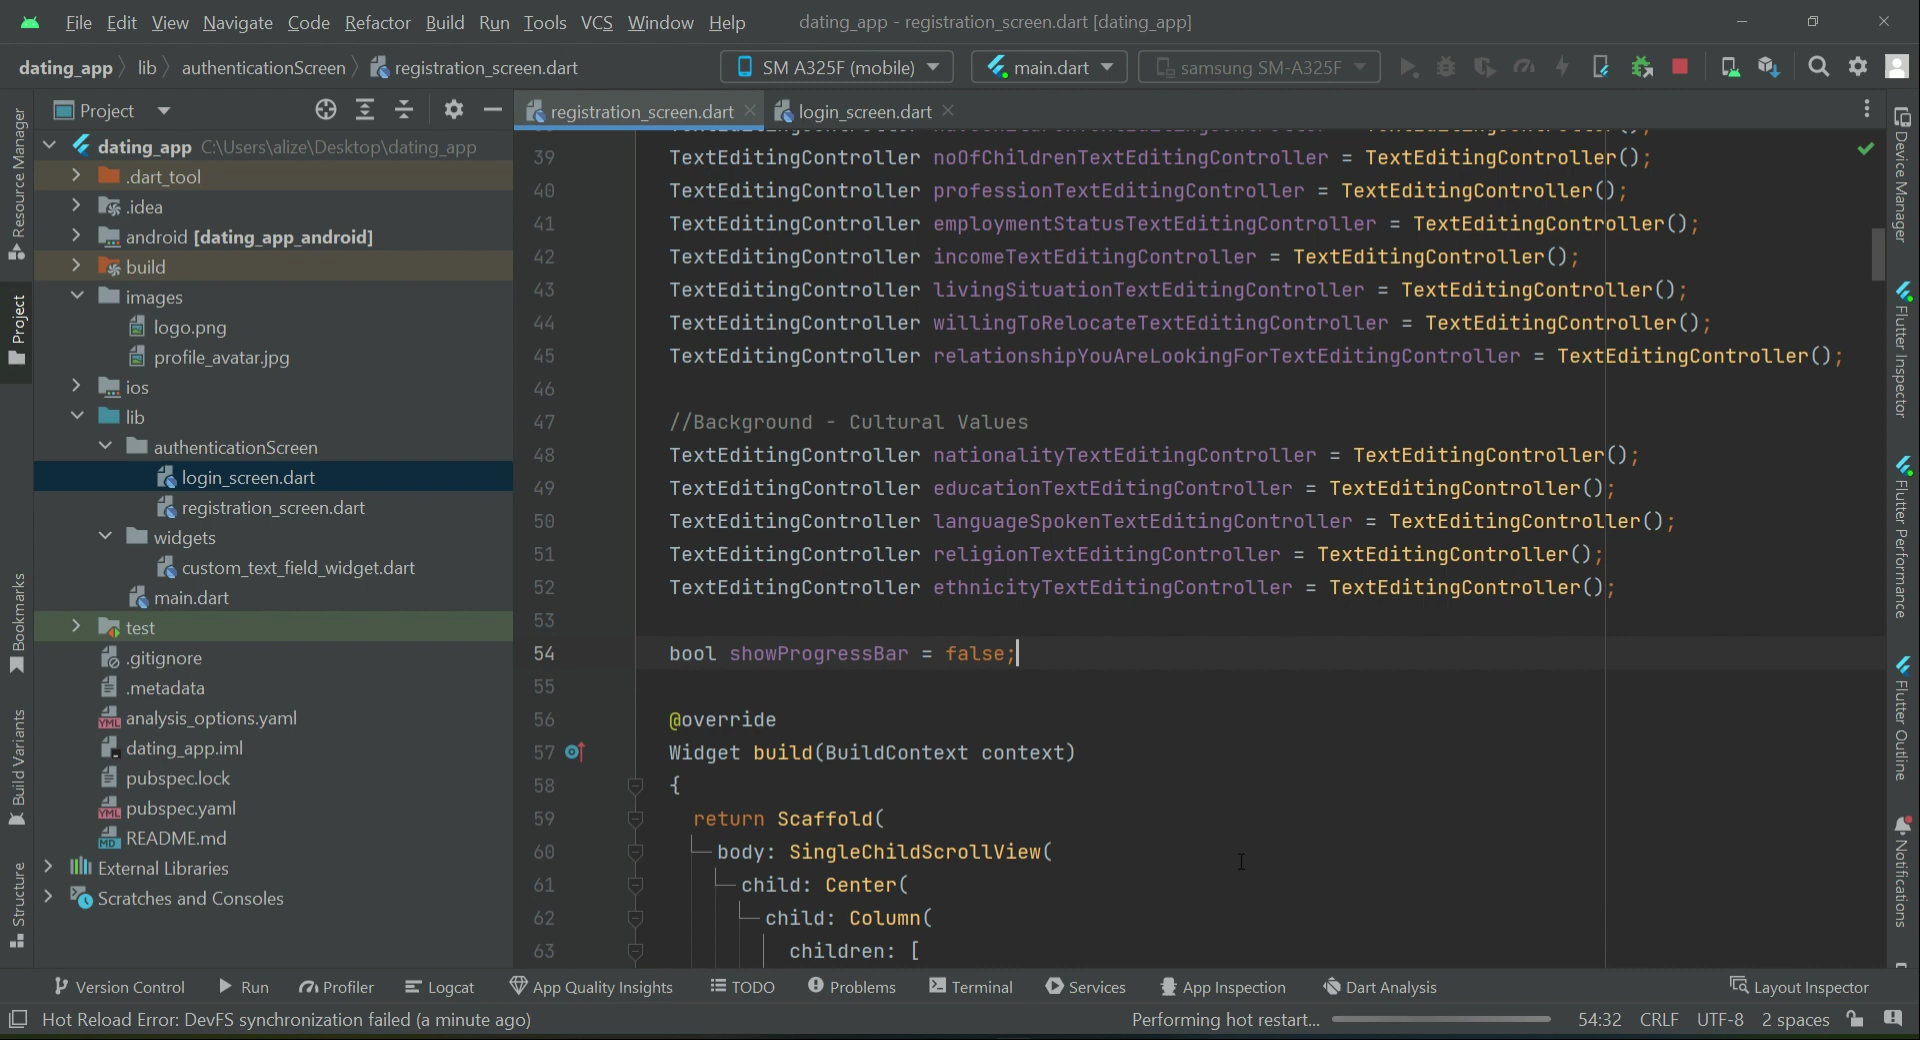 File Edit View Navigate Code Refactor Build Run Tools VCS Window Help dating_app - registration_screen.dart [dating_app]
dating_app lib authenticationScreen registration_screen.dart SM A325F (mobile) main.dart samsung SM-A325F
Project
registration_screen.dart login_screen.dart
Resource Manager
Project
Bookmarks
Build Variants
Structure
dating_app C:\Users\alize\Desktop\dating_app
.dart_tool
.idea
android [dating_app_android]
build
images
logo.png
profile_avatar.jpg
ios
lib
authenticationScreen
login_screen.dart
registration_screen.dart
widgets
custom_text_field_widget.dart
main.dart
test
.gitignore
.metadata
analysis_options.yaml
dating_app.iml
pubspec.lock
pubspec.yaml
README.md
External Libraries
Scratches and Consoles
39 TextEditingController noOfChildrenTextEditingController = TextEditingController();
40 TextEditingController professionTextEditingController = TextEditingController();
41 TextEditingController employmentStatusTextEditingController = TextEditingController();
42 TextEditingController incomeTextEditingController = TextEditingController();
43 TextEditingController livingSituationTextEditingController = TextEditingController();
44 TextEditingController willingToRelocateTextEditingController = TextEditingController();
45 TextEditingController relationshipYouAreLookingForTextEditingController = TextEditingController();
46
47 //Background - Cultural Values
48 TextEditingController nationalityTextEditingController = TextEditingController();
49 TextEditingController educationTextEditingController = TextEditingController();
50 TextEditingController languageSpokenTextEditingController = TextEditingController();
51 TextEditingController religionTextEditingController = TextEditingController();
52 TextEditingController ethnicityTextEditingController = TextEditingController();
53
54 bool showProgressBar = false;
55
56 @override
57 Widget build(BuildContext context)
58 {
59 return Scaffold(
60 body: SingleChildScrollView(
61 child: Center(
62 child: Column(
63 children: [
Device Manager
Flutter Inspector
Flutter Performance
Flutter Outline
Notifications
Version Control Run Profiler Logcat App Quality Insights TODO Problems Terminal Services App Inspection Dart Analysis Layout Inspector
Hot Reload Error: DevFS synchronization failed (a minute ago) Performing hot restart... 54:32 CRLF UTF-8 2 spaces